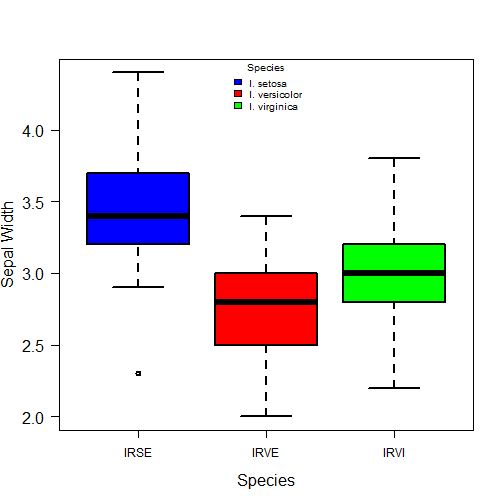 Species
I. setosa
I. versicolor
I. virginica
Sepal Width
4.0
3.5
3.0
2.5
2.0
IRSE IRVE IRVI
Species